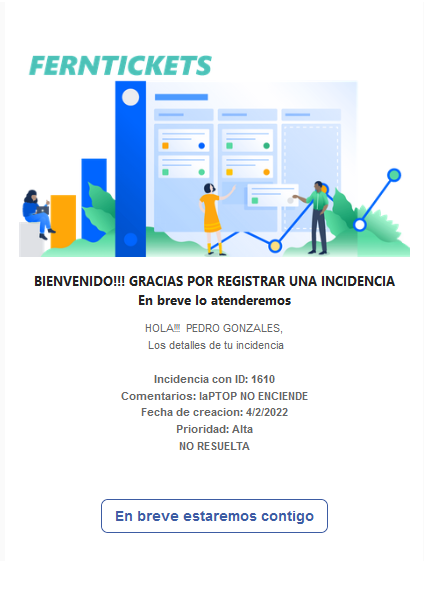 FERNTICKETS
BIENVENIDO!!! GRACIAS POR REGISTRAR UNA INCIDENCIA
En breve lo atenderemos
HOLA!!! PEDRO GONZALES,
Los detalles de tu incidencia
Incidencia con ID: 1610
Comentarios: laPTOP NO ENCIENDE
Fecha de creacion: 4/2/2022
Prioridad: Alta
NO RESUELTA
En breve estaremos contigo